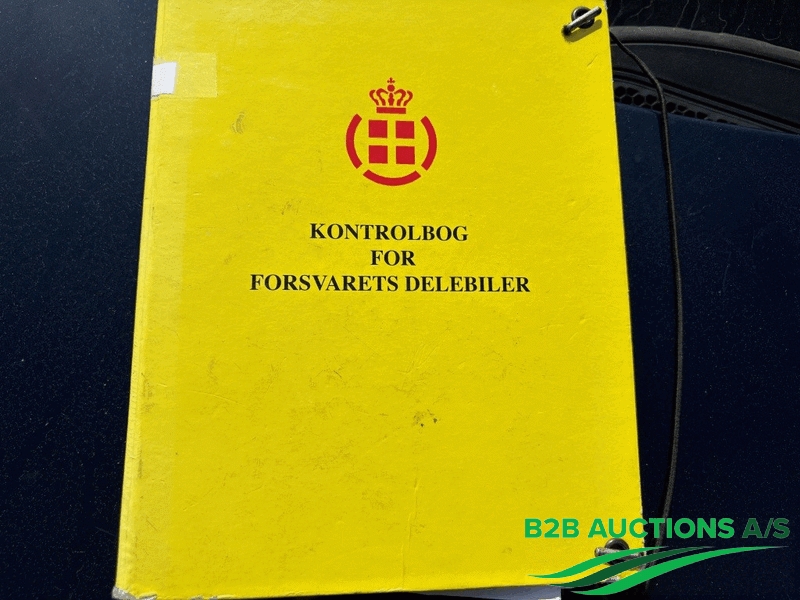 KONTROLBOG
FOR
FORSVARETS DELEBILER
B2B AUCTIONS A/S